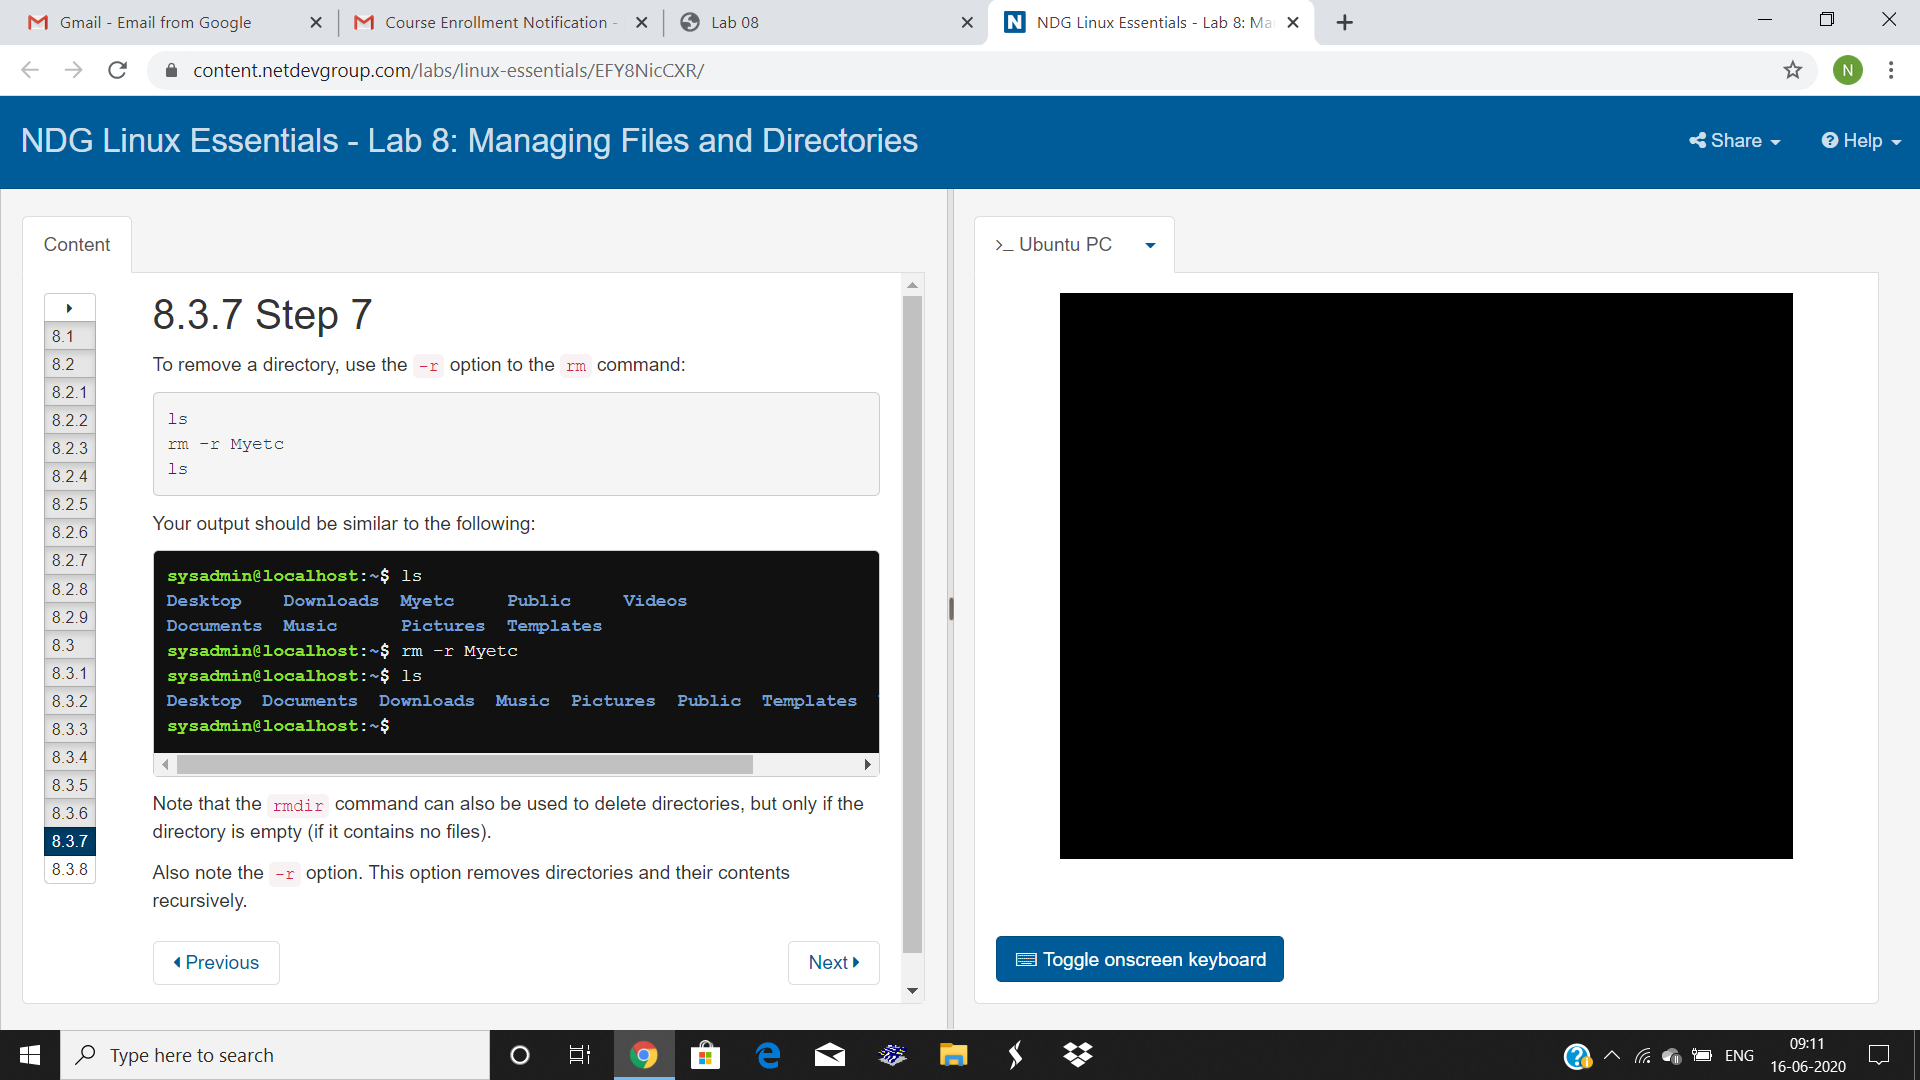 Gmail - Email from Google
Course Enrollment Notification -
Lab 08
NDG Linux Essentials - Lab 8: Ma
content.netdevgroup.com/labs/linux-essentials/EFY8NicCXR/
N
NDG Linux Essentials - Lab 8: Managing Files and Directories
Share
Help
Content
>_ Ubuntu PC
8.1
8.2
8.2.1
8.2.2
8.2.3
8.2.4
8.2.5
8.2.6
8.2.7
8.2.8
8.2.9
8.3
8.3.1
8.3.2
8.3.3
8.3.4
8.3.5
8.3.6
8.3.7
8.3.8
8.3.7 Step 7
To remove a directory, use the -r option to the rm command:
ls
rm -r Myetc
ls
Your output should be similar to the following:
sysadmin@localhost:~$ ls
Desktop Downloads Myetc Public Videos
Documents Music Pictures Templates
sysadmin@localhost:~$ rm -r Myetc
sysadmin@localhost:~$ ls
Desktop Documents Downloads Music Pictures Public Templates
sysadmin@localhost:~$
Note that the rmdir command can also be used to delete directories, but only if the
directory is empty (if it contains no files).
Also note the -r option. This option removes directories and their contents
recursively.
Previous
Next
Toggle onscreen keyboard
Type here to search
ENG
09:11
16-06-2020